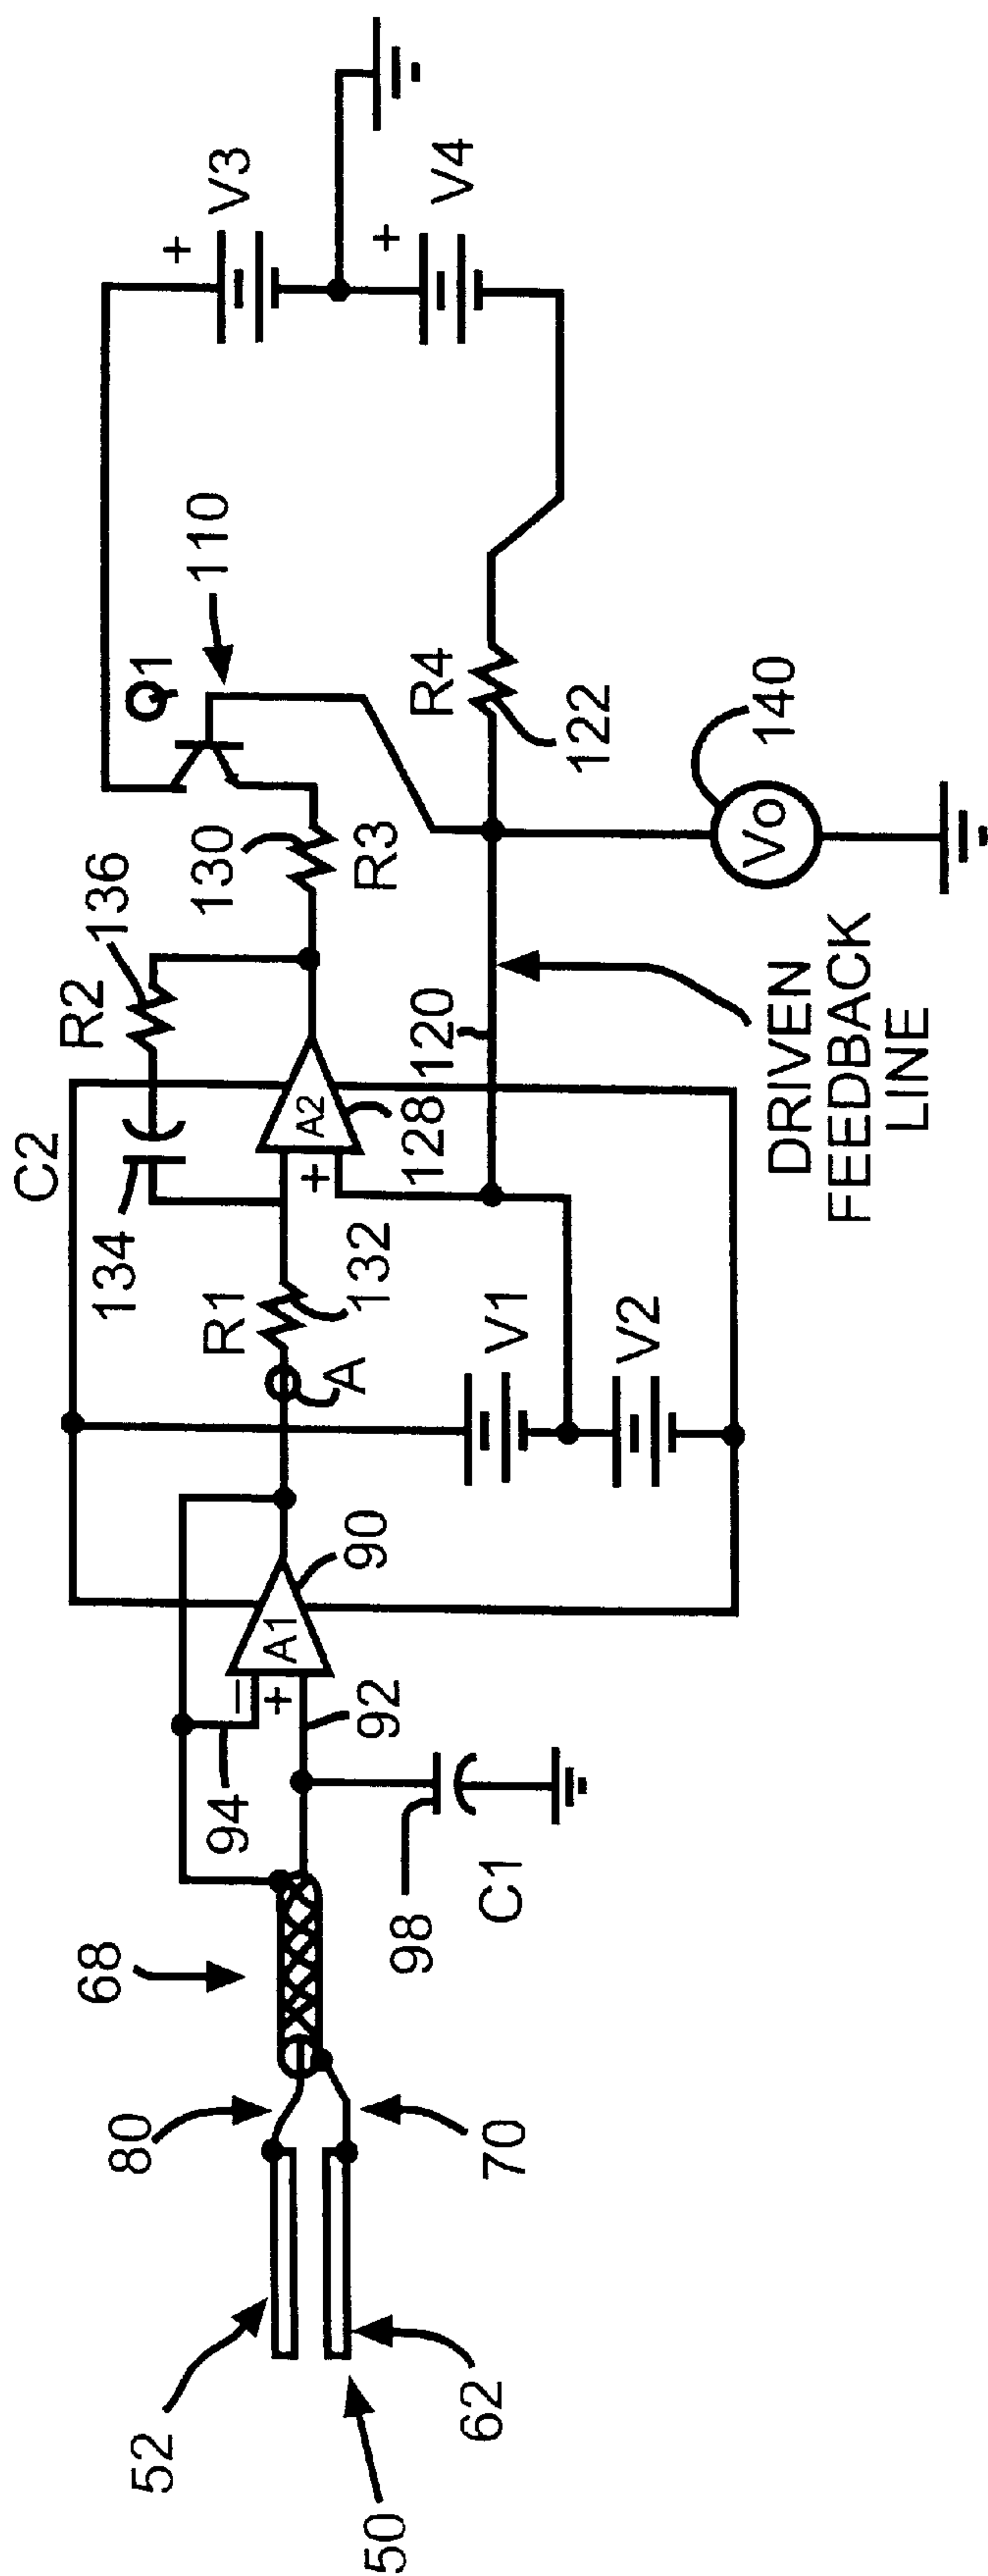 C2
R2
136
Q1
110
V3
+
134
130
R3
A2
+
128
R1
132
A
120
R4
122
V4
+
68
94
−
+
A1
90
92
V1
V2
98
C1
80
70
52
62
50
DRIVEN
FEEDBACK
LINE
Vo
140